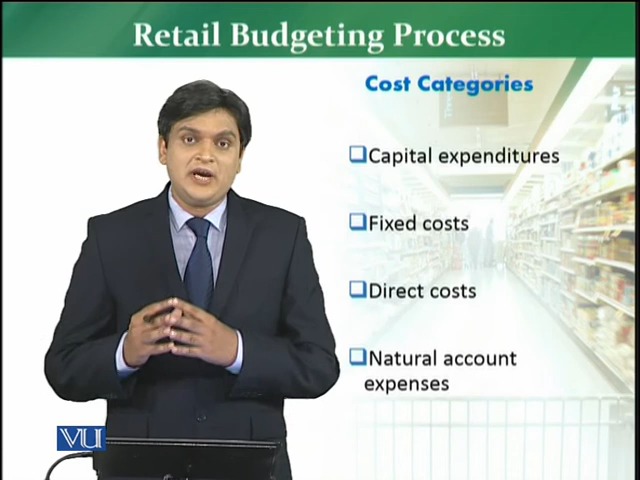 Retail Budgeting Process
Cost Categories
Capital expenditures
Fixed costs
Direct costs
Natural account
expenses
VU